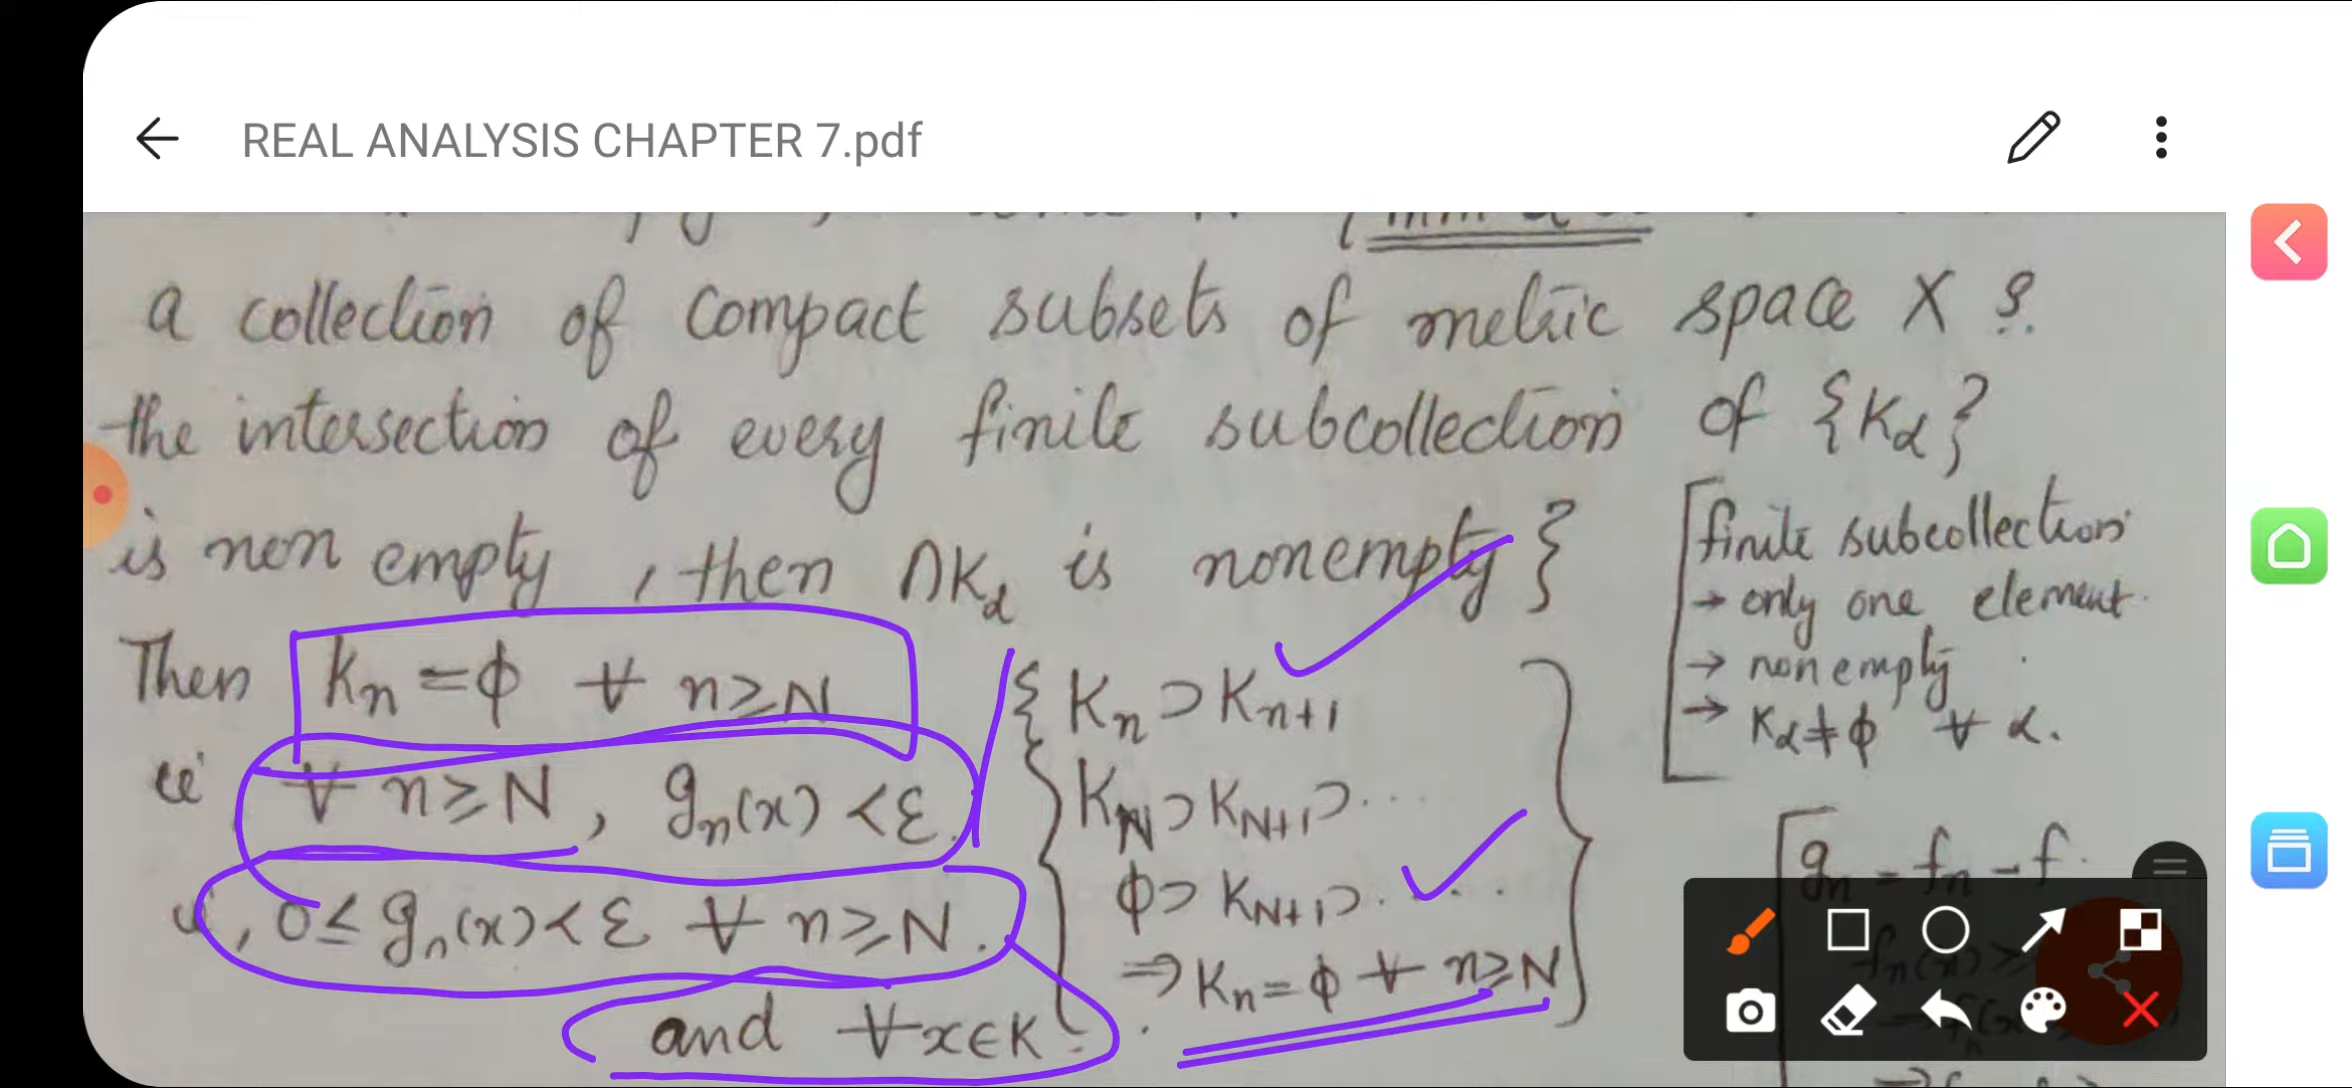 REAL ANALYSIS CHAPTER 7.pdf
a collection of compact subsets of metric space X ∋:
the intersection of every finite subcollection of {Kα}
is non empty, then ∩Kα is nonempty }
Then Kn = ϕ ∀ n ≥ N
ie ∀ n ≥ N, gn(x) < ε.
ie, 0 ≤ gn(x) < ε ∀ n ≥ N.
and ∀ x ∈ K.
{ Kn ⊃ Kn+1
KN ⊃ KN+1 ⊃ ....
ϕ ⊃ KN+1 ⊃ .....
⇒ Kn = ϕ ∀ n ≥ N }
[finite subcollection
→ only one element.
→ nonempty.
→ Kα ≠ ϕ ∀ α.
[gn = fn - f.